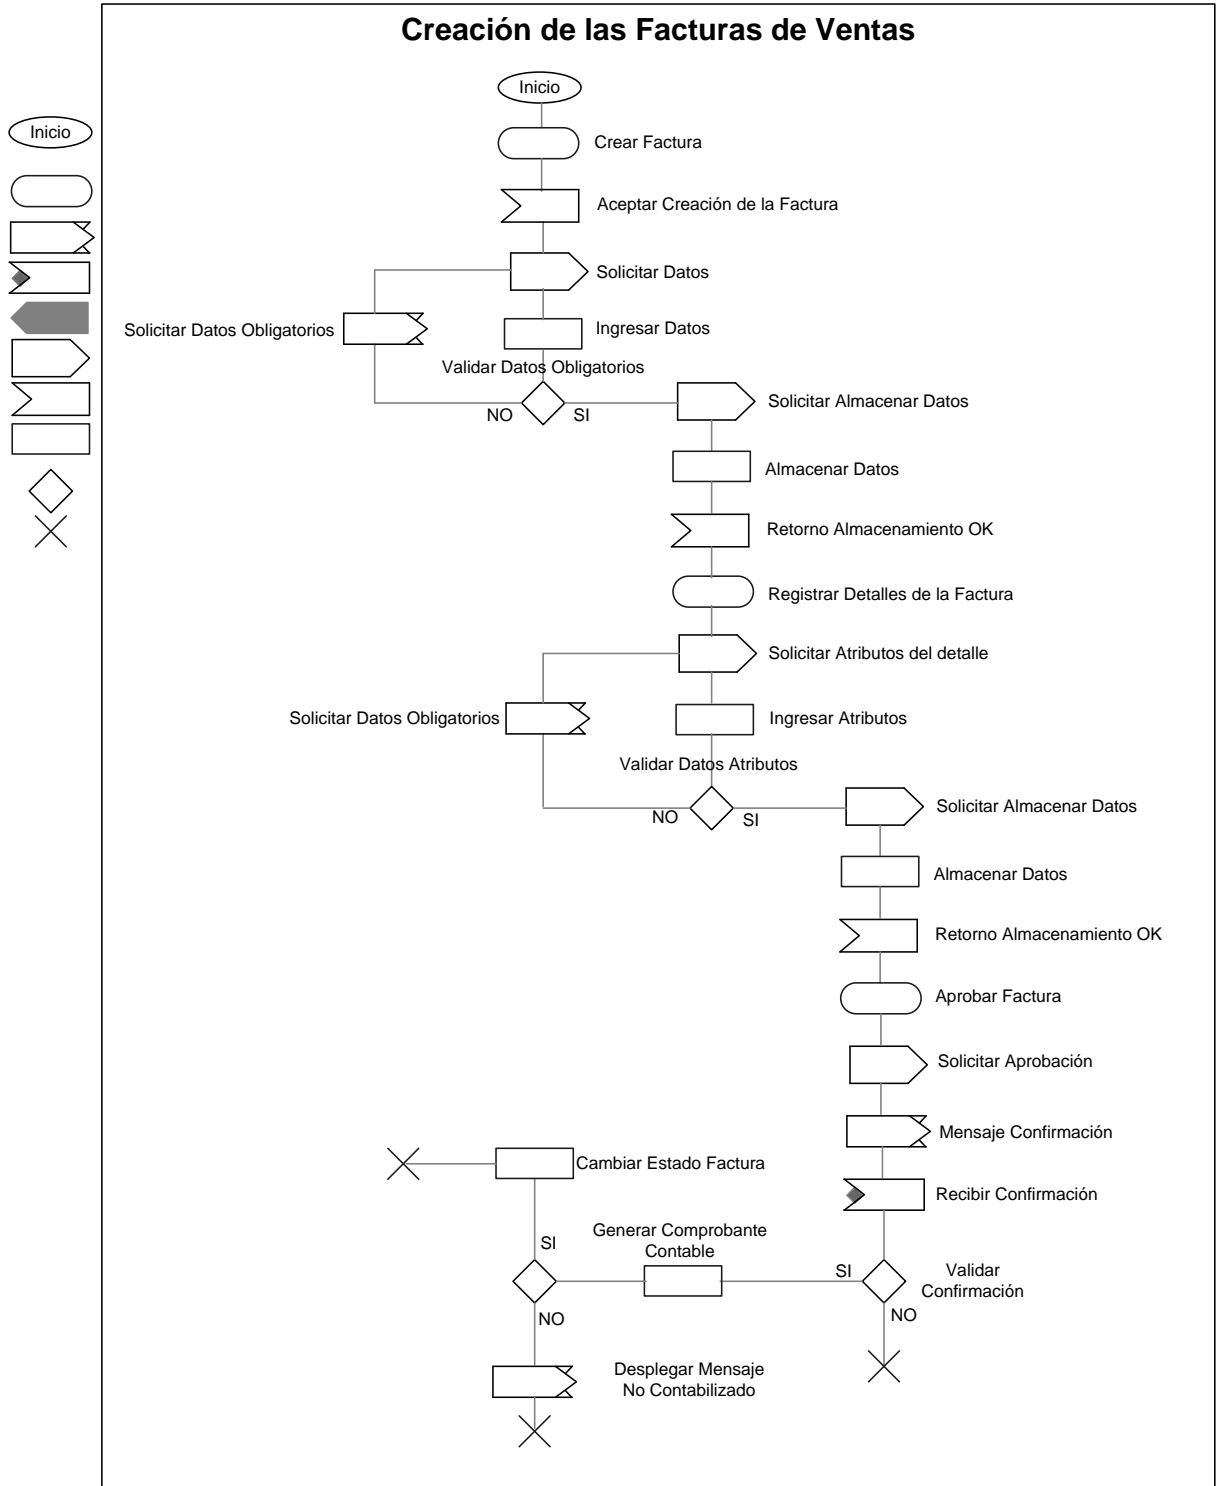 Creación de las Facturas de Ventas
Inicio
Inicio
Crear Factura
Aceptar Creación de la Factura
Solicitar Datos
Solicitar Datos Obligatorios
Ingresar Datos
Validar Datos Obligatorios
NO
SI
Solicitar Almacenar Datos
Almacenar Datos
Retorno Almacenamiento OK
Registrar Detalles de la Factura
Solicitar Atributos del detalle
Solicitar Datos Obligatorios
Ingresar Atributos
Validar Datos Atributos
NO
SI
Solicitar Almacenar Datos
Almacenar Datos
Retorno Almacenamiento OK
Aprobar Factura
Solicitar Aprobación
Mensaje Confirmación
Cambiar Estado Factura
Recibir Confirmación
SI
Generar Comprobante
Contable
SI
Validar
Confirmación
NO
NO
Desplegar Mensaje
No Contabilizado